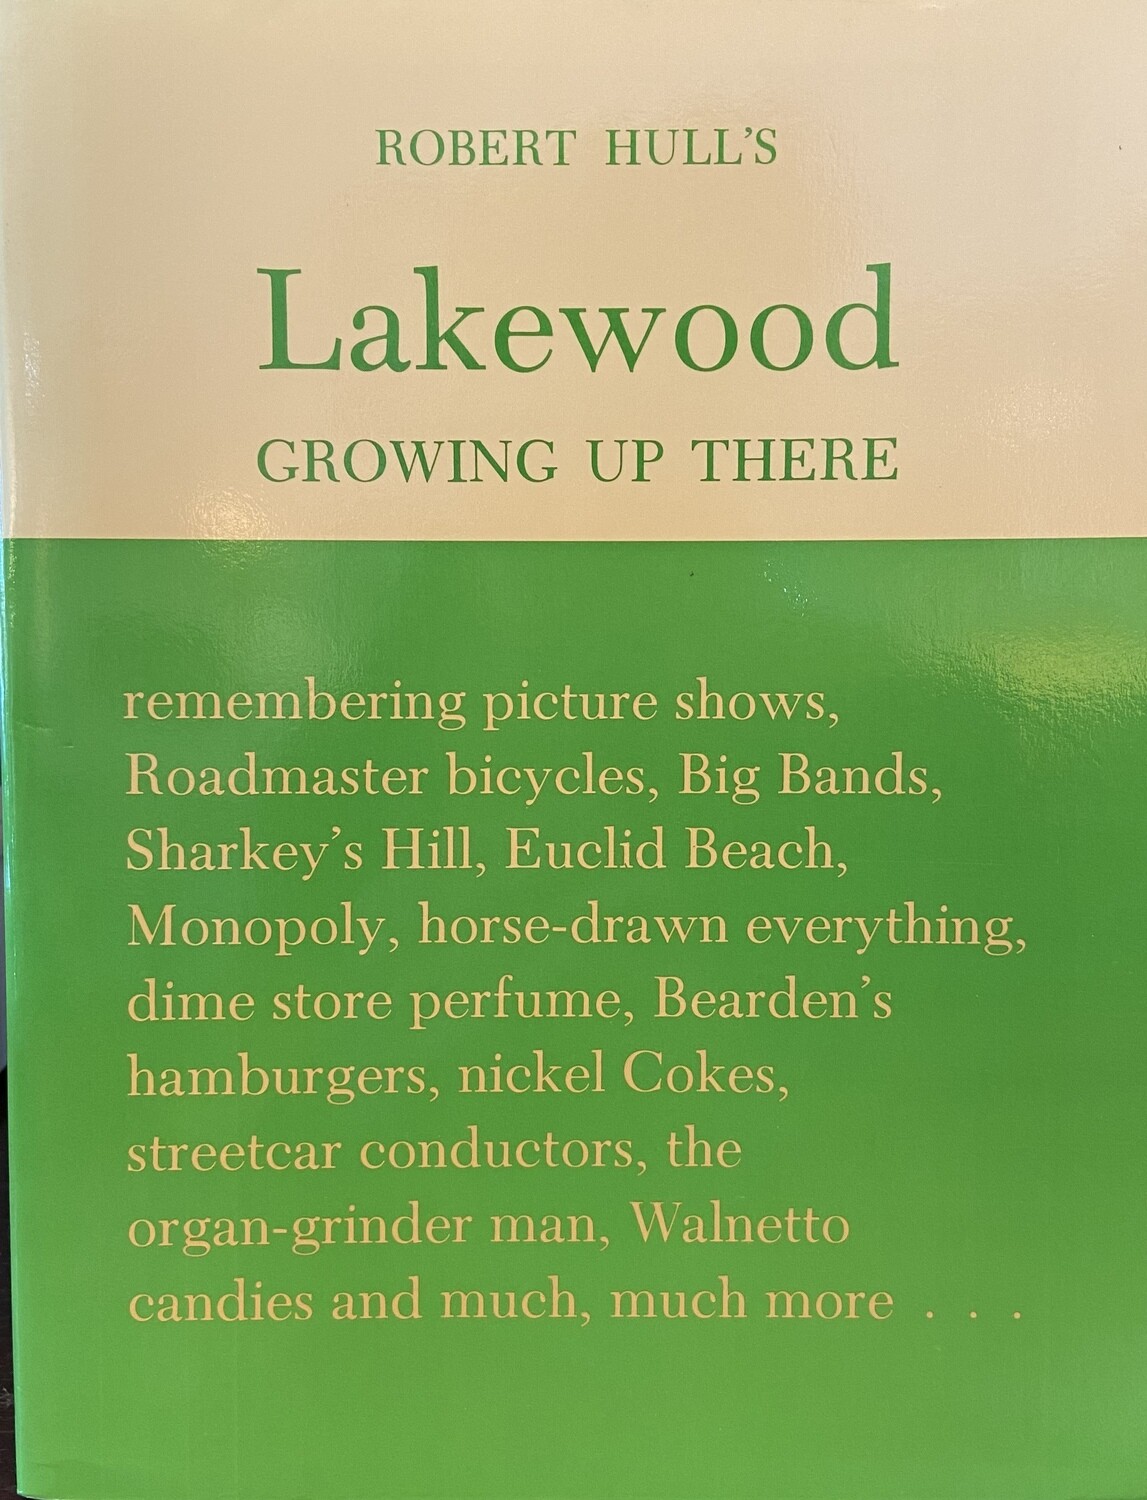 ROBERT HULL'S
Lakewood
GROWING UP THERE
remembering picture shows,
Roadmaster bicycles, Big Bands,
Sharkey's Hill, Euclid Beach,
Monopoly, horse-drawn everything,
dime store perfume, Bearden's
hamburgers, nickel Cokes,
streetcar conductors, the
organ-grinder man, Walnetto
candies and much, much more . . .